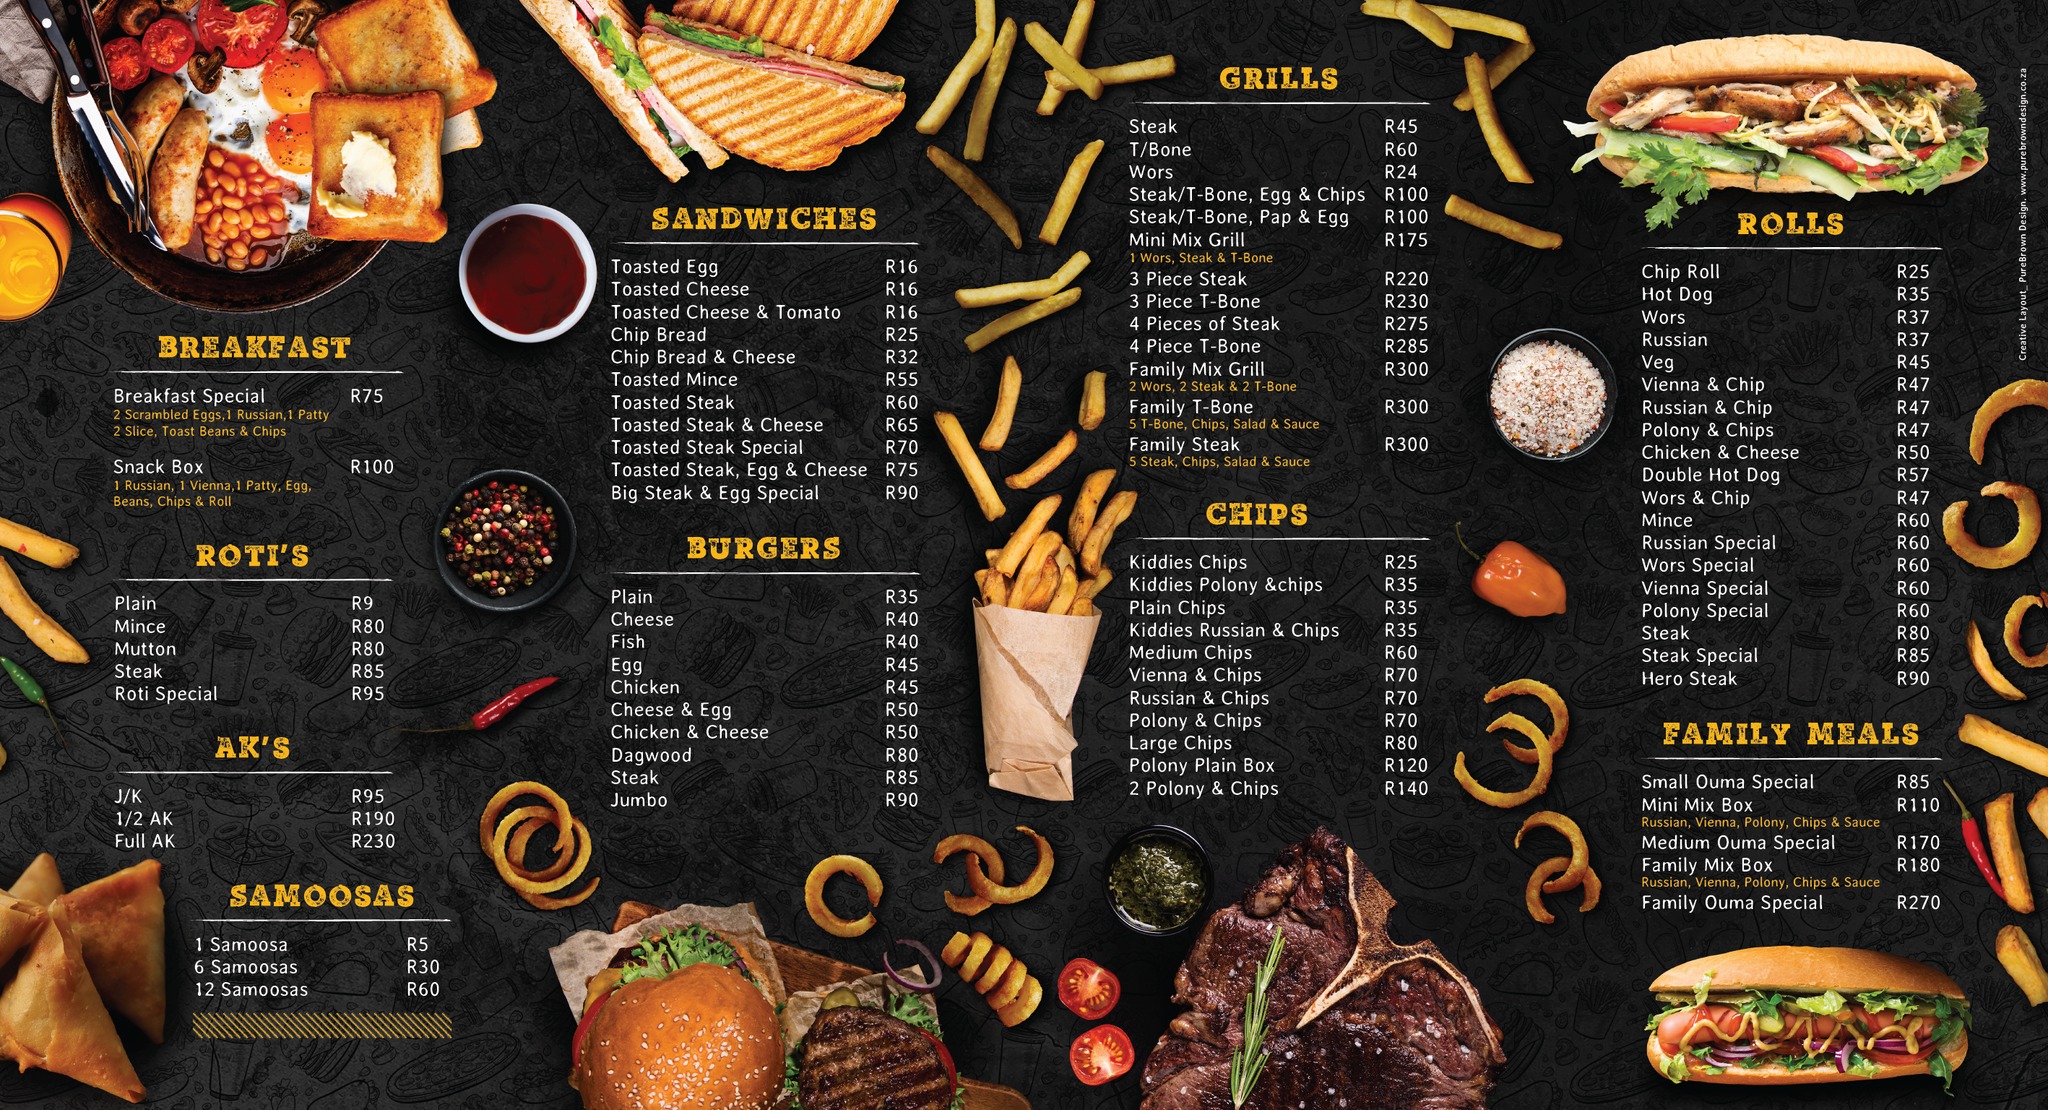 BREAKFAST
Breakfast Special R75
2 Scrambled Eggs,1 Russian,1 Patty
2 Slice, Toast Beans & Chips
Snack Box R100
1 Russian, 1 Vienna,1 Patty, Egg,
Beans, Chips & Roll
ROTI'S
Plain R9
Mince R80
Mutton R80
Steak R85
Roti Special R95
AK'S
J/K R95
1/2 AK R190
Full AK R230
SAMOOSAS
1 Samoosa R5
6 Samoosas R30
12 Samoosas R60
SANDWICHES
Toasted Egg R16
Toasted Cheese R16
Toasted Cheese & Tomato R16
Chip Bread R25
Chip Bread & Cheese R32
Toasted Mince R55
Toasted Steak R60
Toasted Steak & Cheese R65
Toasted Steak Special R70
Toasted Steak, Egg & Cheese R75
Big Steak & Egg Special R90
BURGERS
Plain R35
Cheese R40
Fish R40
Egg R45
Chicken R45
Cheese & Egg R50
Chicken & Cheese R50
Dagwood R80
Steak R85
Jumbo R90
GRILLS
Steak R45
T/Bone R60
Wors R24
Steak/T-Bone, Egg & Chips R100
Steak/T-Bone, Pap & Egg R100
Mini Mix Grill R175
1 Wors, Steak & T-Bone
3 Piece Steak R220
3 Piece T-Bone R230
4 Pieces of Steak R275
4 Piece T-Bone R285
Family Mix Grill R300
2 Wors, 2 Steak & 2 T-Bone
Family T-Bone R300
5 T-Bone, Chips, Salad & Sauce
Family Steak R300
5 Steak, Chips, Salad & Sauce
CHIPS
Kiddies Chips R25
Kiddies Polony &chips R35
Plain Chips R35
Kiddies Russian & Chips R35
Medium Chips R60
Vienna & Chips R70
Russian & Chips R70
Polony & Chips R70
Large Chips R80
Polony Plain Box R120
2 Polony & Chips R140
ROLLS
Chip Roll R25
Hot Dog R35
Wors R37
Russian R37
Veg R45
Vienna & Chip R47
Russian & Chip R47
Polony & Chips R47
Chicken & Cheese R50
Double Hot Dog R57
Wors & Chip R47
Mince R60
Russian Special R60
Wors Special R60
Vienna Special R60
Polony Special R60
Steak R80
Steak Special R85
Hero Steak R90
FAMILY MEALS
Small Ouma Special R85
Mini Mix Box R110
Russian, Vienna, Polony, Chips & Sauce
Medium Ouma Special R170
Family Mix Box R180
Russian, Vienna, Polony, Chips & Sauce
Family Ouma Special R270
Creative Layout_ PureBrown Design. www.purebrowndesign.co.za